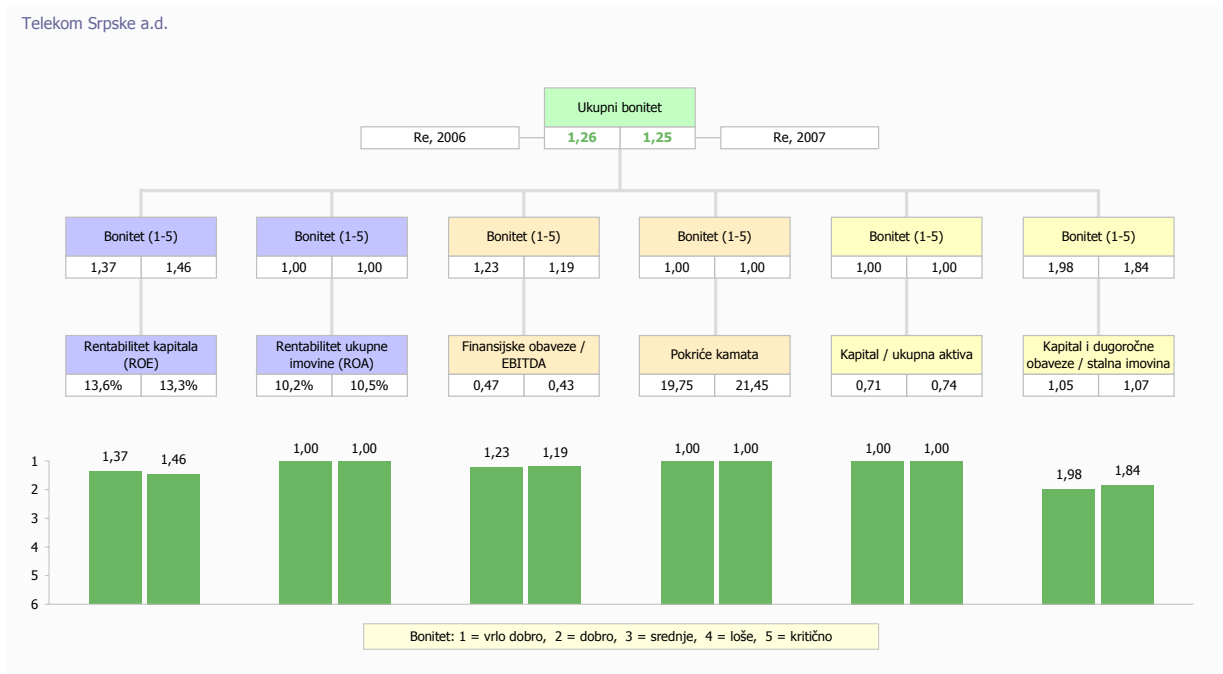 Telekom Srpske a.d.
Ukupni bonitet
Re, 2006 1,26 1,25 Re, 2007
Bonitet (1-5) Bonitet (1-5) Bonitet (1-5) Bonitet (1-5) Bonitet (1-5) Bonitet (1-5)
1,37 1,46 1,00 1,00 1,23 1,19 1,00 1,00 1,00 1,00 1,98 1,84
Rentabilitet kapitala
(ROE)
Rentabilitet ukupne
imovine (ROA)
Finansijske obaveze /
EBITDA
Pokriće kamata
Kapital / ukupna aktiva
Kapital i dugoročne
obaveze / stalna imovina
13,6% 13,3% 10,2% 10,5% 0,47 0,43 19,75 21,45 0,71 0,74 1,05 1,07
1,37 1,46 1,00 1,00 1,23 1,19 1,00 1,00 1,00 1,00 1,98 1,84
1
2
3
4
5
6
Bonitet: 1 = vrlo dobro, 2 = dobro, 3 = srednje, 4 = loše, 5 = kritično